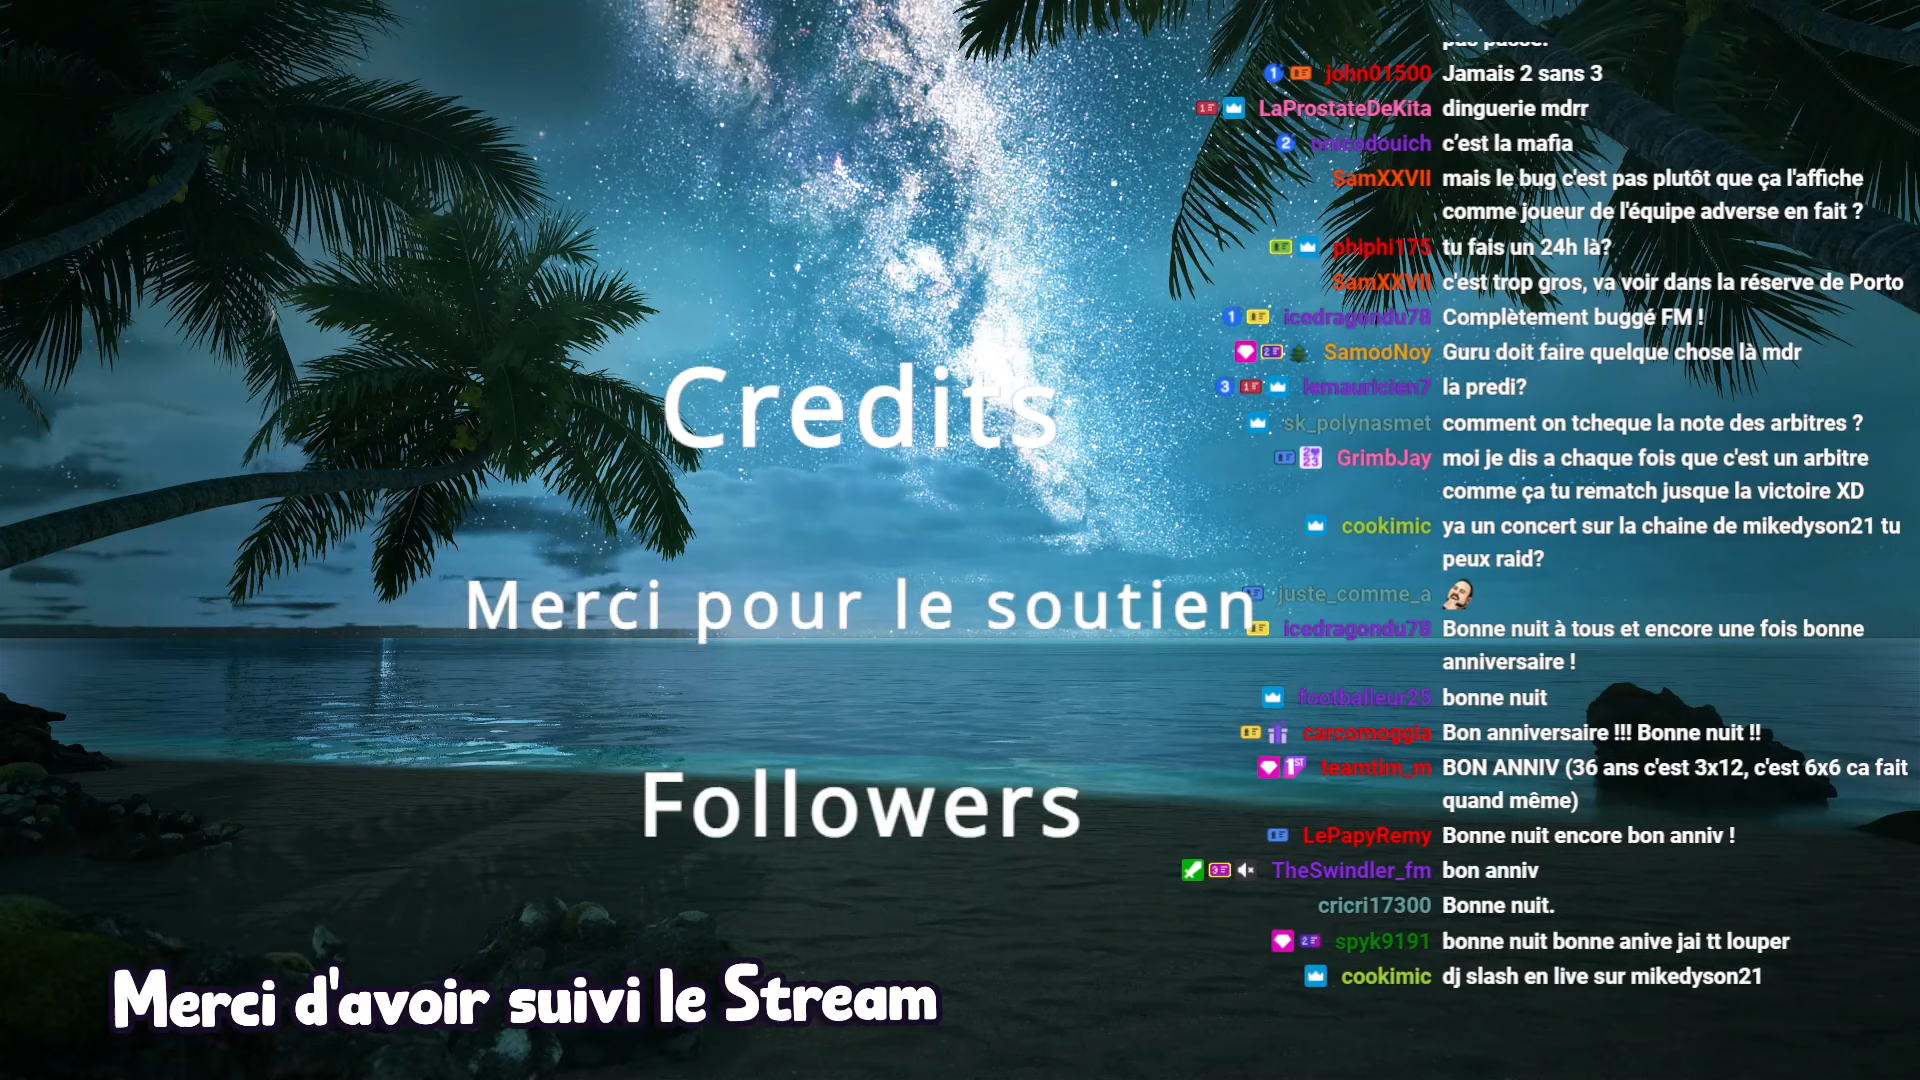 Credits
Merci pour le soutien
Followers
Merci d'avoir suivi le Stream
john01500 Jamais 2 sans 3
LaProstateDeKita dinguerie mdrr
nnicodouich c'est la mafia
SamXXVII mais le bug c'est pas plutôt que ça l'affiche
comme joueur de l'équipe adverse en fait ?
phiphi175 tu fais un 24h là?
SamXXVII c'est trop gros, va voir dans la réserve de Porto
icedragondu78 Complètement buggé FM !
SamodNoy Guru doit faire quelque chose là mdr
lemauricien7 la predi?
sk_polynasmet comment on tcheque la note des arbitres ?
GrimbJay moi je dis a chaque fois que c'est un arbitre
comme ça tu rematch jusque la victoire XD
cookimic ya un concert sur la chaine de mikedyson21 tu
peux raid?
juste_comme_a
icedragondu78 Bonne nuit à tous et encore une fois bonne
anniversaire !
footballeur25 bonne nuit
carcomoggia Bon anniversaire !!! Bonne nuit !!
teamtim_m BON ANNIV (36 ans c'est 3x12, c'est 6x6 ca fait
quand même)
LePapyRemy Bonne nuit encore bon anniv !
TheSwindler_fm bon anniv
cricri17300 Bonne nuit.
spyk9191 bonne nuit bonne anive jai tt louper
cookimic dj slash en live sur mikedyson21